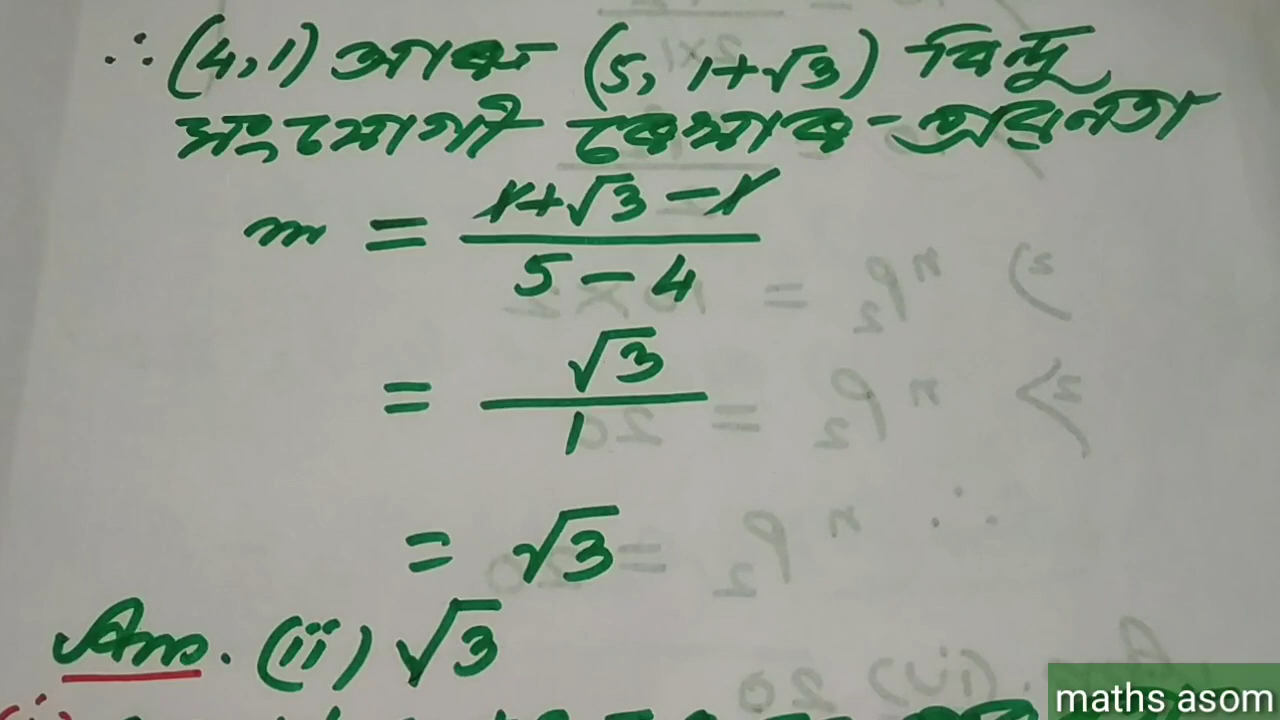 ∴ (4,1) আৰু (5, 1+√3) বিন্দু
সংযোগী ৰেখাৰ প্ৰৱনতা
m = (1+√3 − 1)/(5 − 4)
= √3/1
= √3
Ans. (ii) √3
maths asom